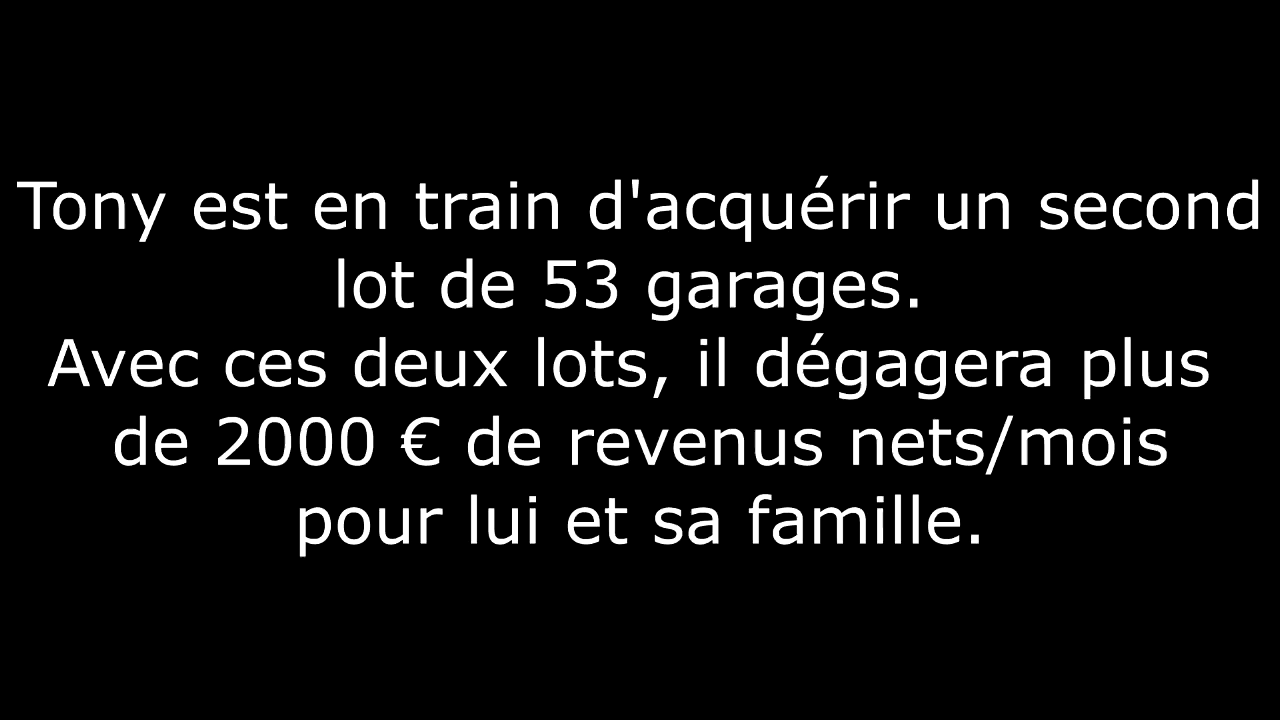 Tony est en train d'acquérir un second
lot de 53 garages.
Avec ces deux lots, il dégagera plus
de 2000 € de revenus nets/mois
pour lui et sa famille.